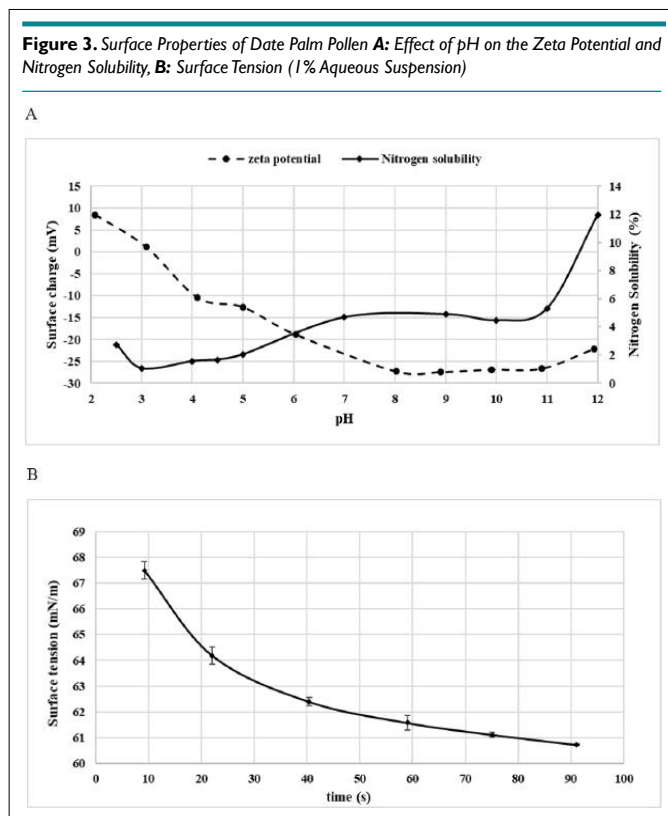 Figure 3. Surface Properties of Date Palm Pollen A: Effect of pH on the Zeta Potential and
Nitrogen Solubility, B: Surface Tension (1% Aqueous Suspension)
A
zeta potential
Nitrogen solubility
Surface charge (mV)
15
10
5
0
-5
-10
-15
-20
-25
-30
14
12
10
8
6
4
2
0
Nitrogen Solubility (%)
2 3 4 5 6 7 8 9 10 11 12
pH
B
Surface tension (mN/m)
69
68
67
66
65
64
63
62
61
60
0 10 20 30 40 50 60 70 80 90 100
time (s)